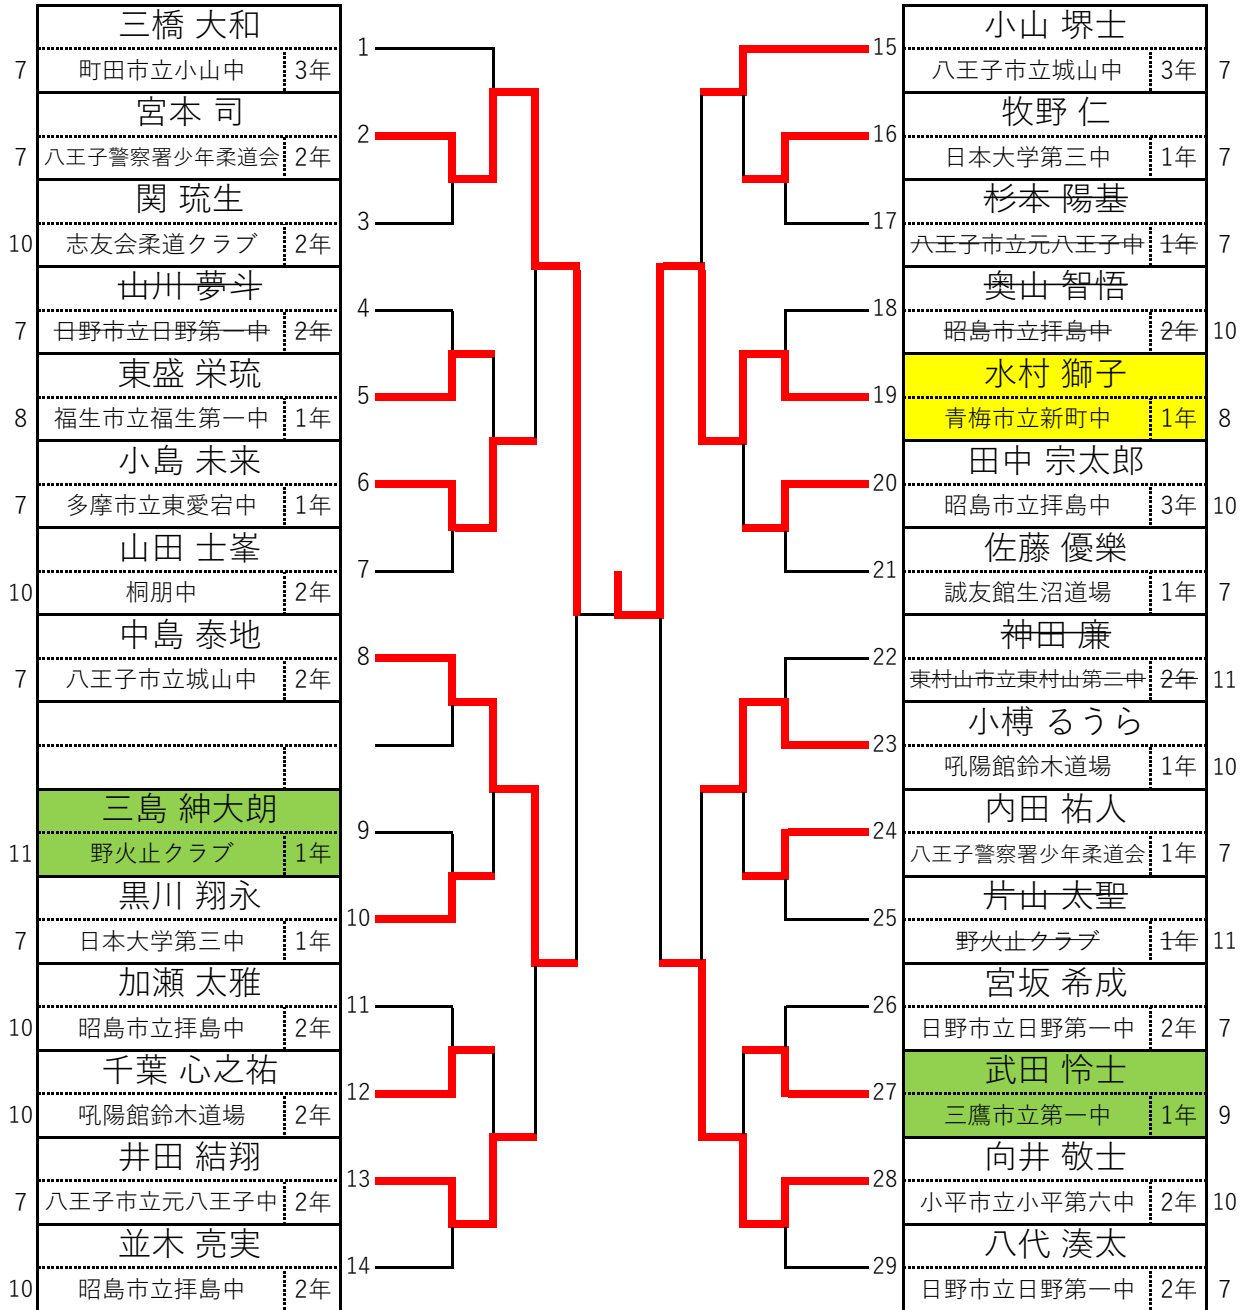 三橋 大和
1
7 町田市立小山中 3年
宮本 司
2
7 八王子警察署少年柔道会 2年
関 琉生
3
10 志友会柔道クラブ 2年
山川 夢斗
4
7 日野市立日野第一中 2年
東盛 栄琉
5
8 福生市立福生第一中 1年
小島 未来
6
7 多摩市立東愛宕中 1年
山田 士峯
7
10 桐朋中 2年
中島 泰地
8
7 八王子市立城山中 2年
三島 紳大朗
9
11 野火止クラブ 1年
黒川 翔永
10
7 日本大学第三中 1年
加瀬 太雅
11
10 昭島市立拝島中 2年
千葉 心之祐
12
10 吼陽館鈴木道場 2年
井田 結翔
13
7 八王子市立元八王子中 2年
並木 亮実
14
10 昭島市立拝島中 2年
小山 堺士
15
八王子市立城山中 3年 7
牧野 仁
16
日本大学第三中 1年 7
杉本 陽基
17
八王子市立元八王子中 1年 7
奥山 智悟
18
昭島市立拝島中 2年 10
水村 獅子
19
青梅市立新町中 1年 8
田中 宗太郎
20
昭島市立拝島中 3年 10
佐藤 優樂
21
誠友館生沼道場 1年 7
神田 廉
22
東村山市立東村山第二中 2年 11
小榑 るうら
23
吼陽館鈴木道場 1年 10
内田 祐人
24
八王子警察署少年柔道会 1年 7
片山 太聖
25
野火止クラブ 1年 11
宮坂 希成
26
日野市立日野第一中 2年 7
武田 怜士
27
三鷹市立第一中 1年 9
向井 敬士
28
小平市立小平第六中 2年 10
八代 湊太
29
日野市立日野第一中 2年 7